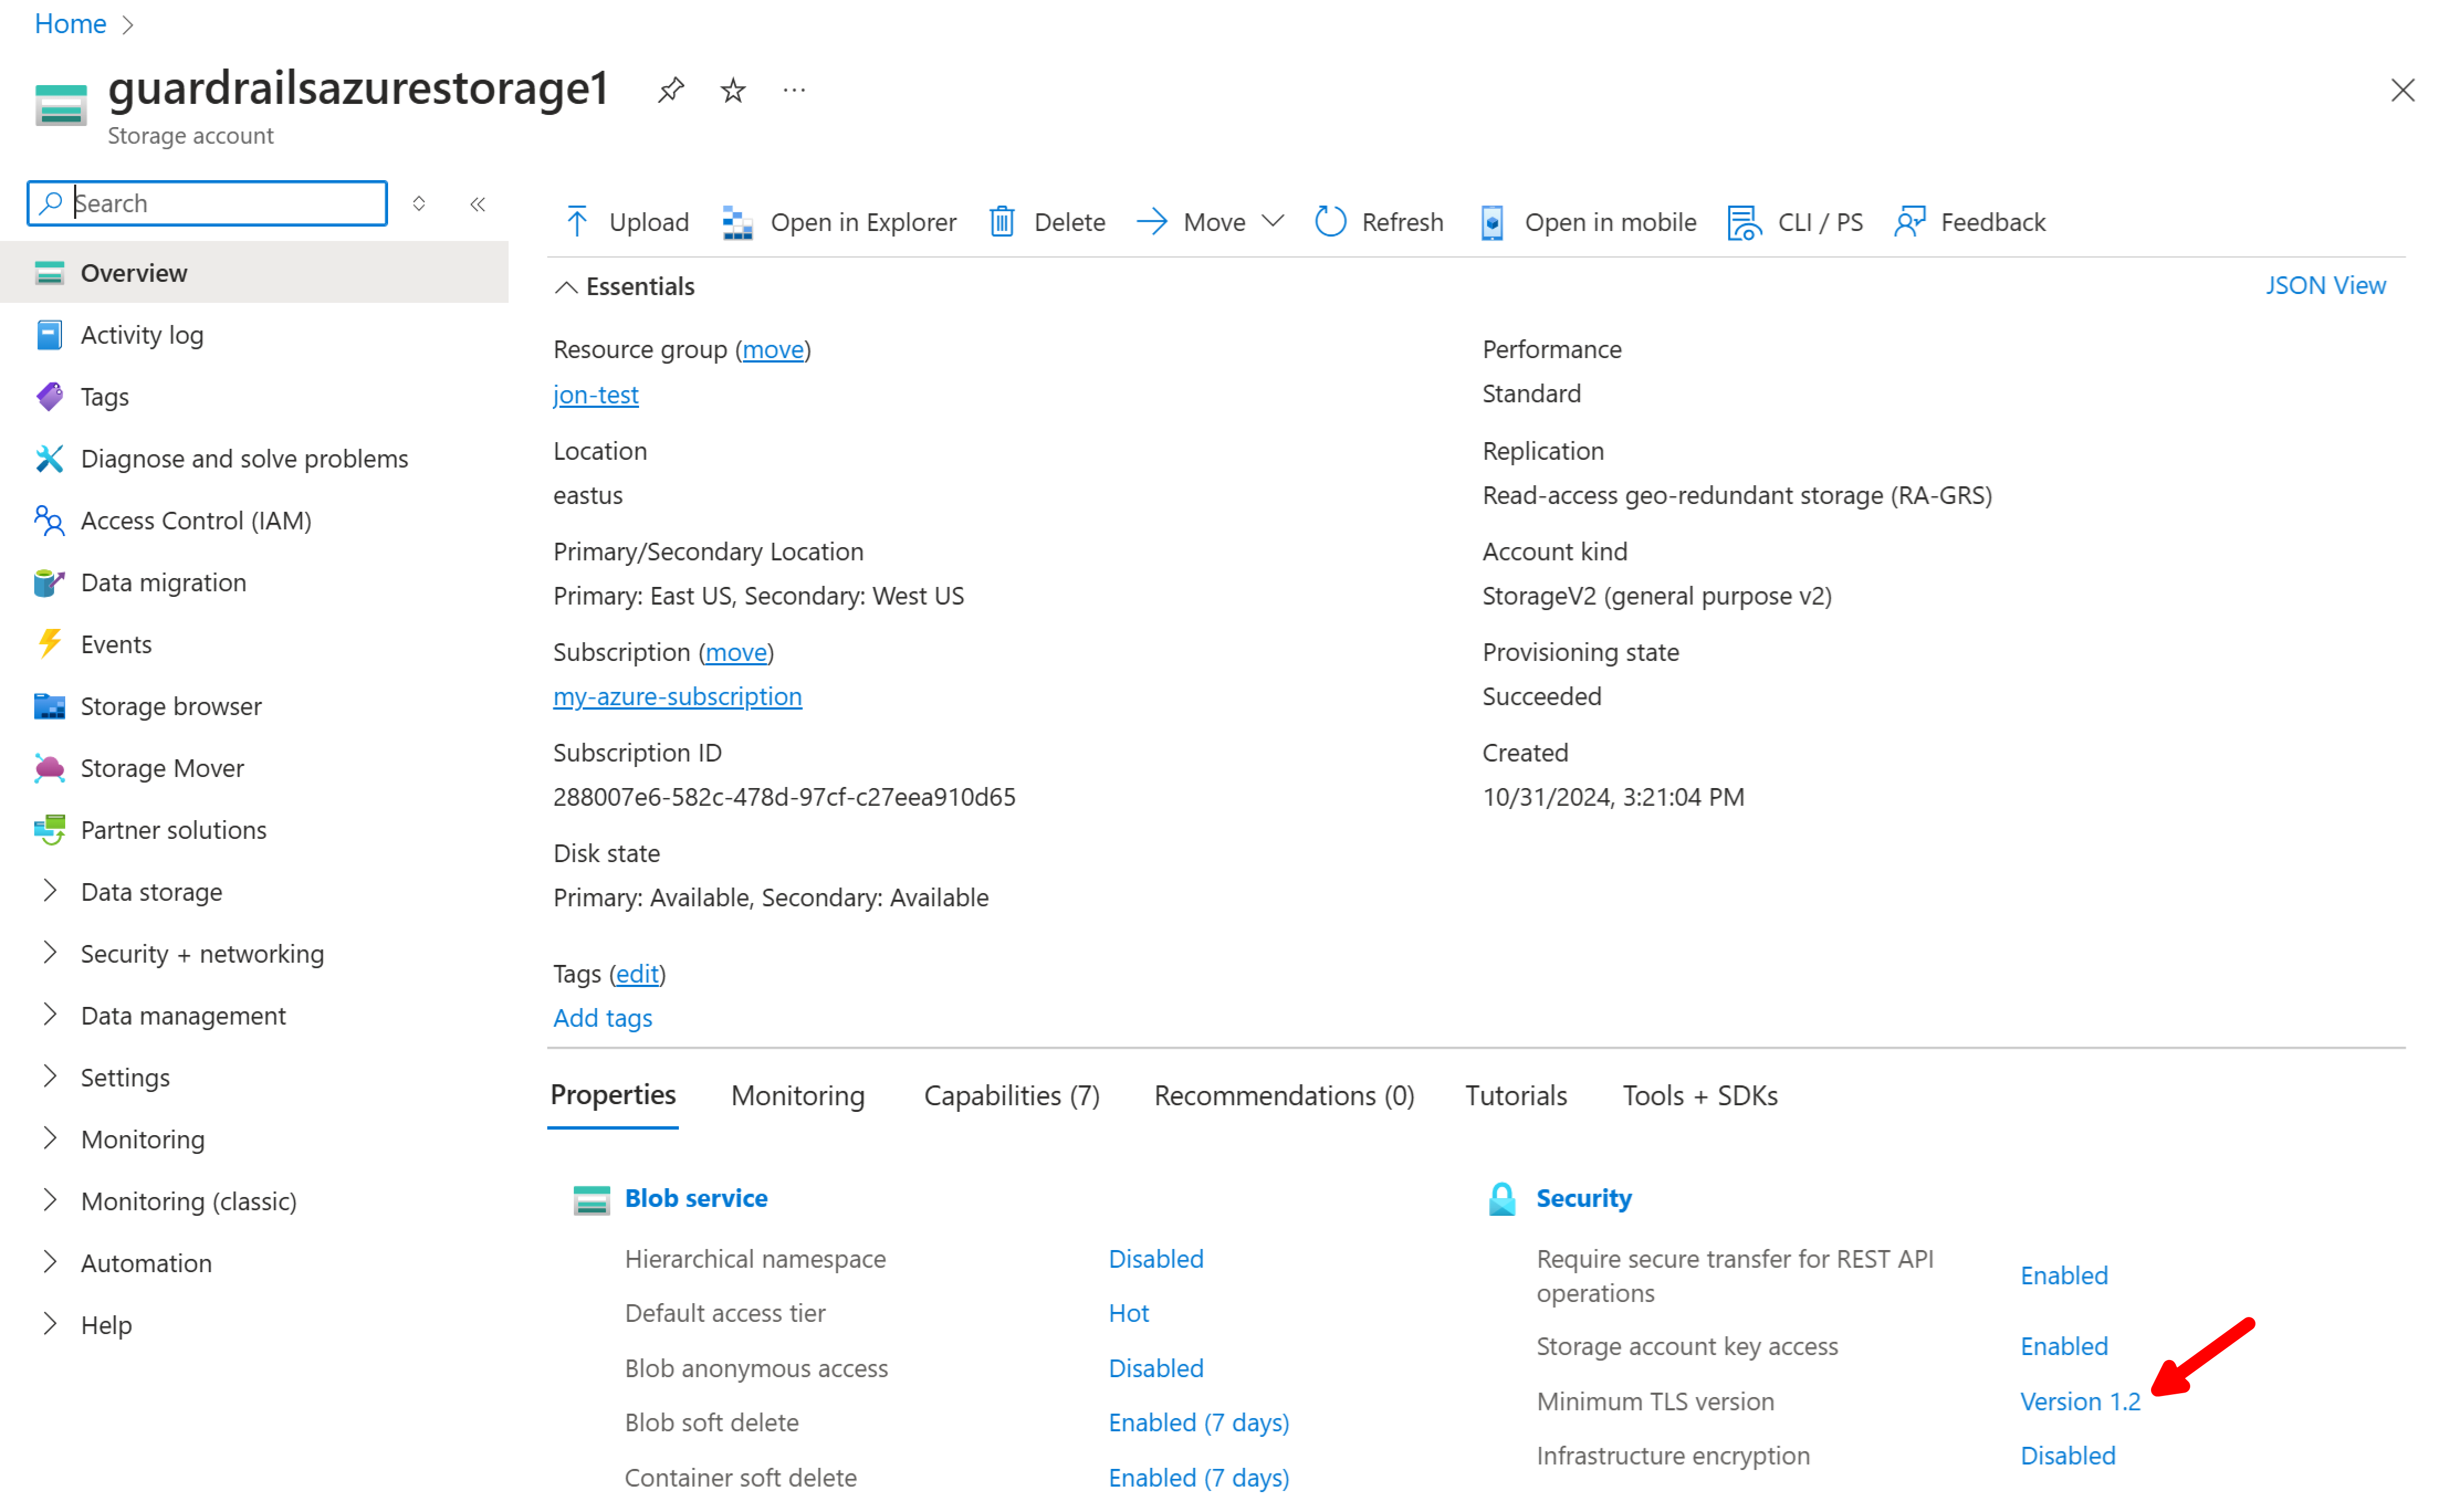 Home
guardrailsazurestorage1
Storage account
Search
Overview
Activity log
Tags
Diagnose and solve problems
Access Control (IAM)
Data migration
Events
Storage browser
Storage Mover
Partner solutions
Data storage
Security + networking
Data management
Settings
Monitoring
Monitoring (classic)
Automation
Help
Upload Open in Explorer Delete Move Refresh Open in mobile CLI / PS Feedback
Essentials JSON View
Resource group (move)
jon-test
Location
eastus
Primary/Secondary Location
Primary: East US, Secondary: West US
Subscription (move)
my-azure-subscription
Subscription ID
288007e6-582c-478d-97cf-c27eea910d65
Disk state
Primary: Available, Secondary: Available
Performance
Standard
Replication
Read-access geo-redundant storage (RA-GRS)
Account kind
StorageV2 (general purpose v2)
Provisioning state
Succeeded
Created
10/31/2024, 3:21:04 PM
Tags (edit)
Add tags
Properties Monitoring Capabilities (7) Recommendations (0) Tutorials Tools + SDKs
Blob service
Hierarchical namespace Disabled
Default access tier Hot
Blob anonymous access Disabled
Blob soft delete Enabled (7 days)
Container soft delete Enabled (7 days)
Security
Require secure transfer for REST API
operations Enabled
Storage account key access Enabled
Minimum TLS version Version 1.2
Infrastructure encryption Disabled